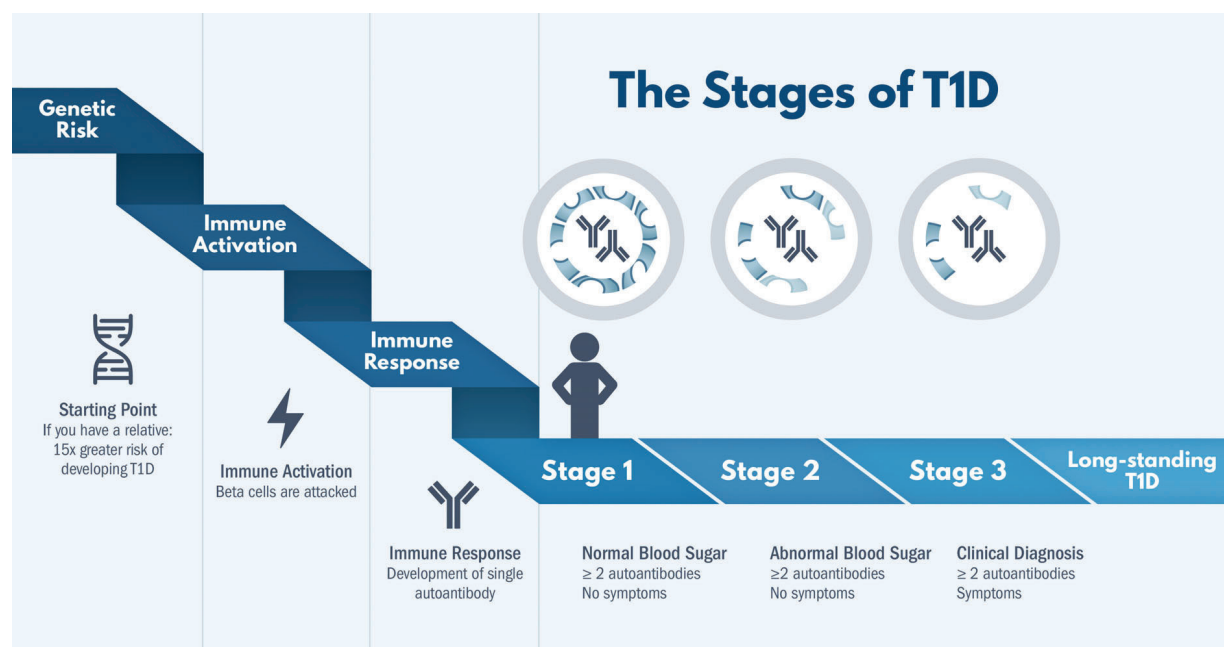 The Stages of T1D
Genetic
Risk
Immune
Activation
Immune
Response
Starting Point
If you have a relative:
15x greater risk of
developing T1D
Immune Activation
Beta cells are attacked
Immune Response
Development of single
autoantibody
Stage 1
Stage 2
Stage 3
Long-standing
T1D
Normal Blood Sugar
≥ 2 autoantibodies
No symptoms
Abnormal Blood Sugar
≥2 autoantibodies
No symptoms
Clinical Diagnosis
≥ 2 autoantibodies
Symptoms